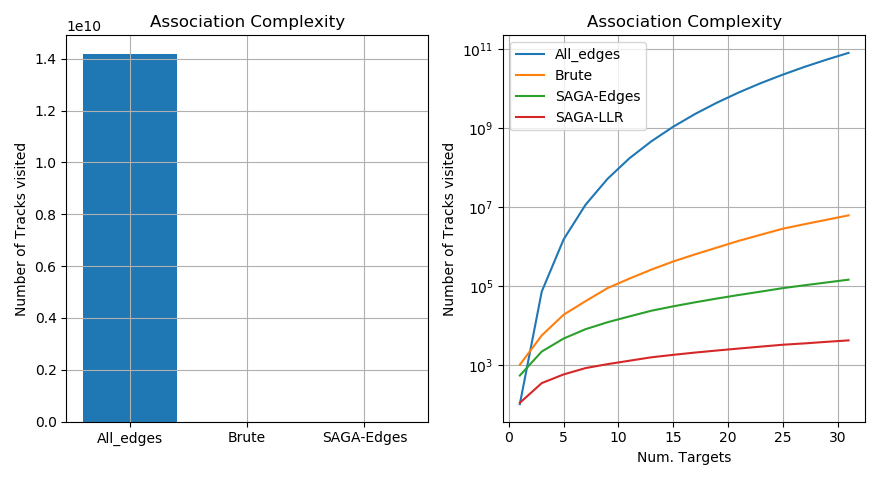 Association Complexity
1e10
Number of Tracks visited
1.4
1.2
1.0
0.8
0.6
0.4
0.2
0.0
All_edges Brute SAGA-Edges
Association Complexity
Number of Tracks visited
10^11
10^9
10^7
10^5
10^3
All_edges
Brute
SAGA-Edges
SAGA-LLR
0 5 10 15 20 25 30
Num. Targets